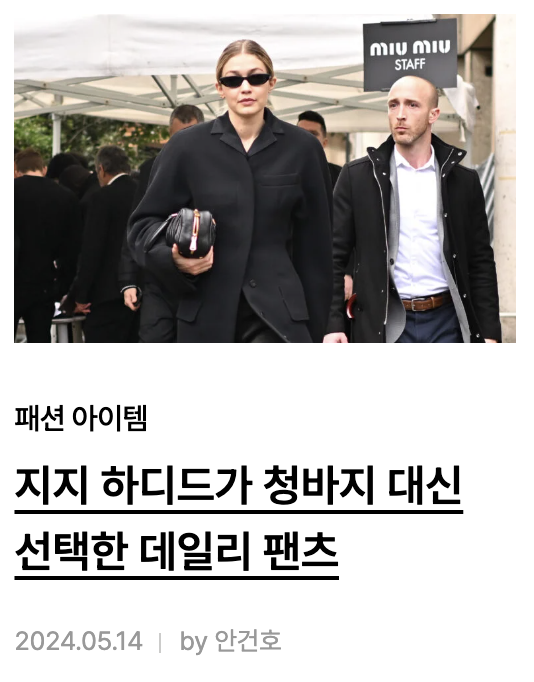 miu miu
STAFF
패션 아이템
지지 하디드가 청바지 대신
선택한 데일리 팬츠
2024.05.14 | by 안건호